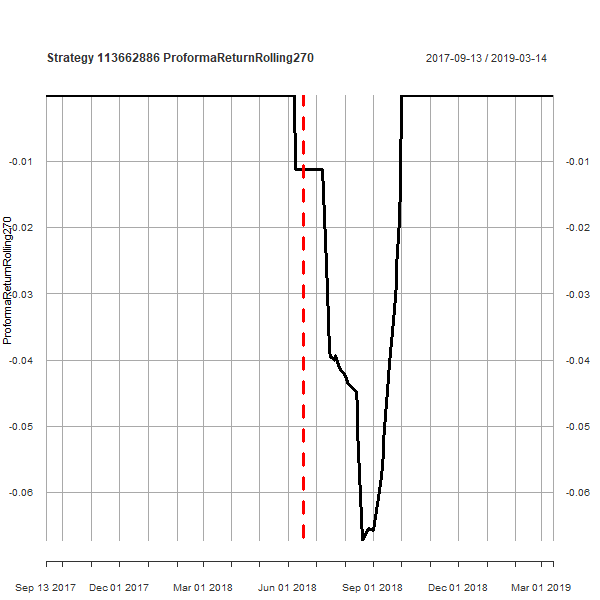 Strategy 113662886 ProformaReturnRolling270
2017-09-13 / 2019-03-14
ProformaReturnRolling270
-0.01 -0.01
-0.02 -0.02
-0.03 -0.03
-0.04 -0.04
-0.05 -0.05
-0.06 -0.06
Sep 13 2017 Dec 01 2017 Mar 01 2018 Jun 01 2018 Sep 01 2018 Dec 01 2018 Mar 01 2019